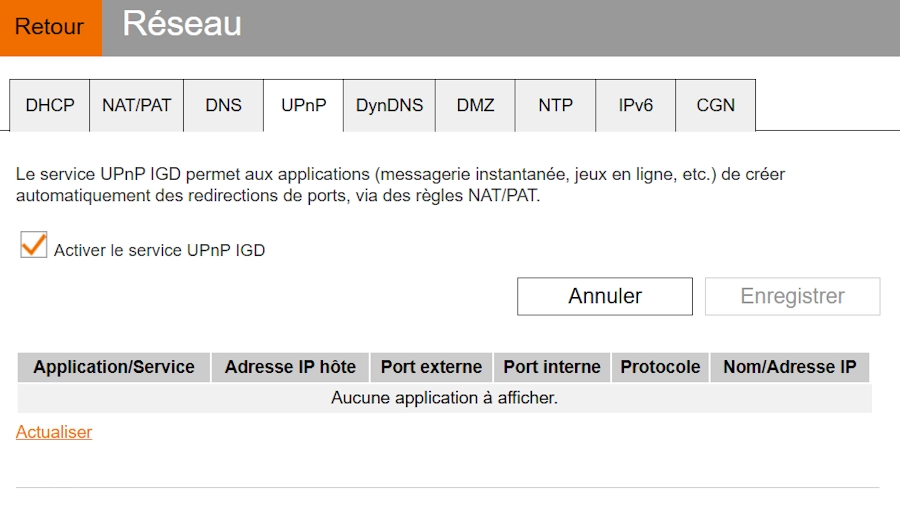 Retour Réseau
DHCP NAT/PAT DNS UPnP DynDNS DMZ NTP IPv6 CGN
Le service UPnP IGD permet aux applications (messagerie instantanée, jeux en ligne, etc.) de créer
automatiquement des redirections de ports, via des règles NAT/PAT.
Activer le service UPnP IGD
Annuler Enregistrer
Application/Service Adresse IP hôte Port externe Port interne Protocole Nom/Adresse IP
Aucune application à afficher.
Actualiser